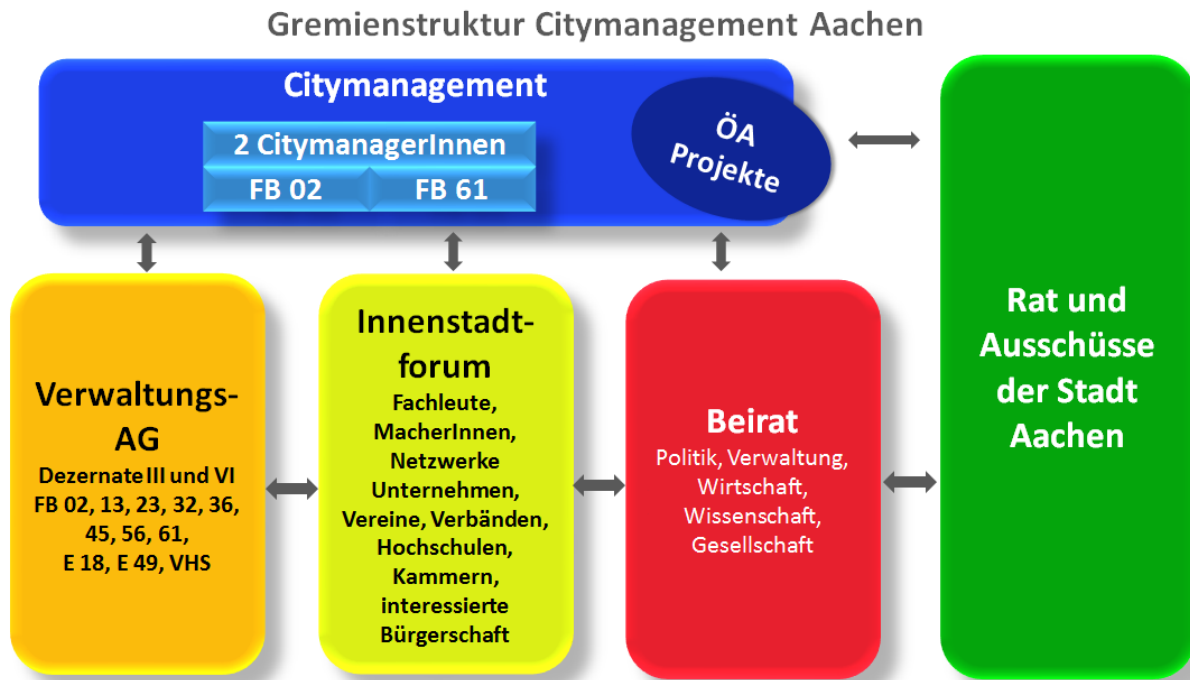 Gremienstruktur Citymanagement Aachen
Citymanagement
2 CitymanagerInnen
FB 02
FB 61
ÖA
Projekte
Verwaltungs-
AG
Dezernate III und VI
FB 02, 13, 23, 32, 36,
45, 56, 61,
E 18, E 49, VHS
Innenstadt-
forum
Fachleute,
MacherInnen,
Netzwerke
Unternehmen,
Vereine, Verbänden,
Hochschulen,
Kammern,
interessierte
Bürgerschaft
Beirat
Politik, Verwaltung,
Wirtschaft,
Wissenschaft,
Gesellschaft
Rat und
Ausschüsse
der Stadt
Aachen